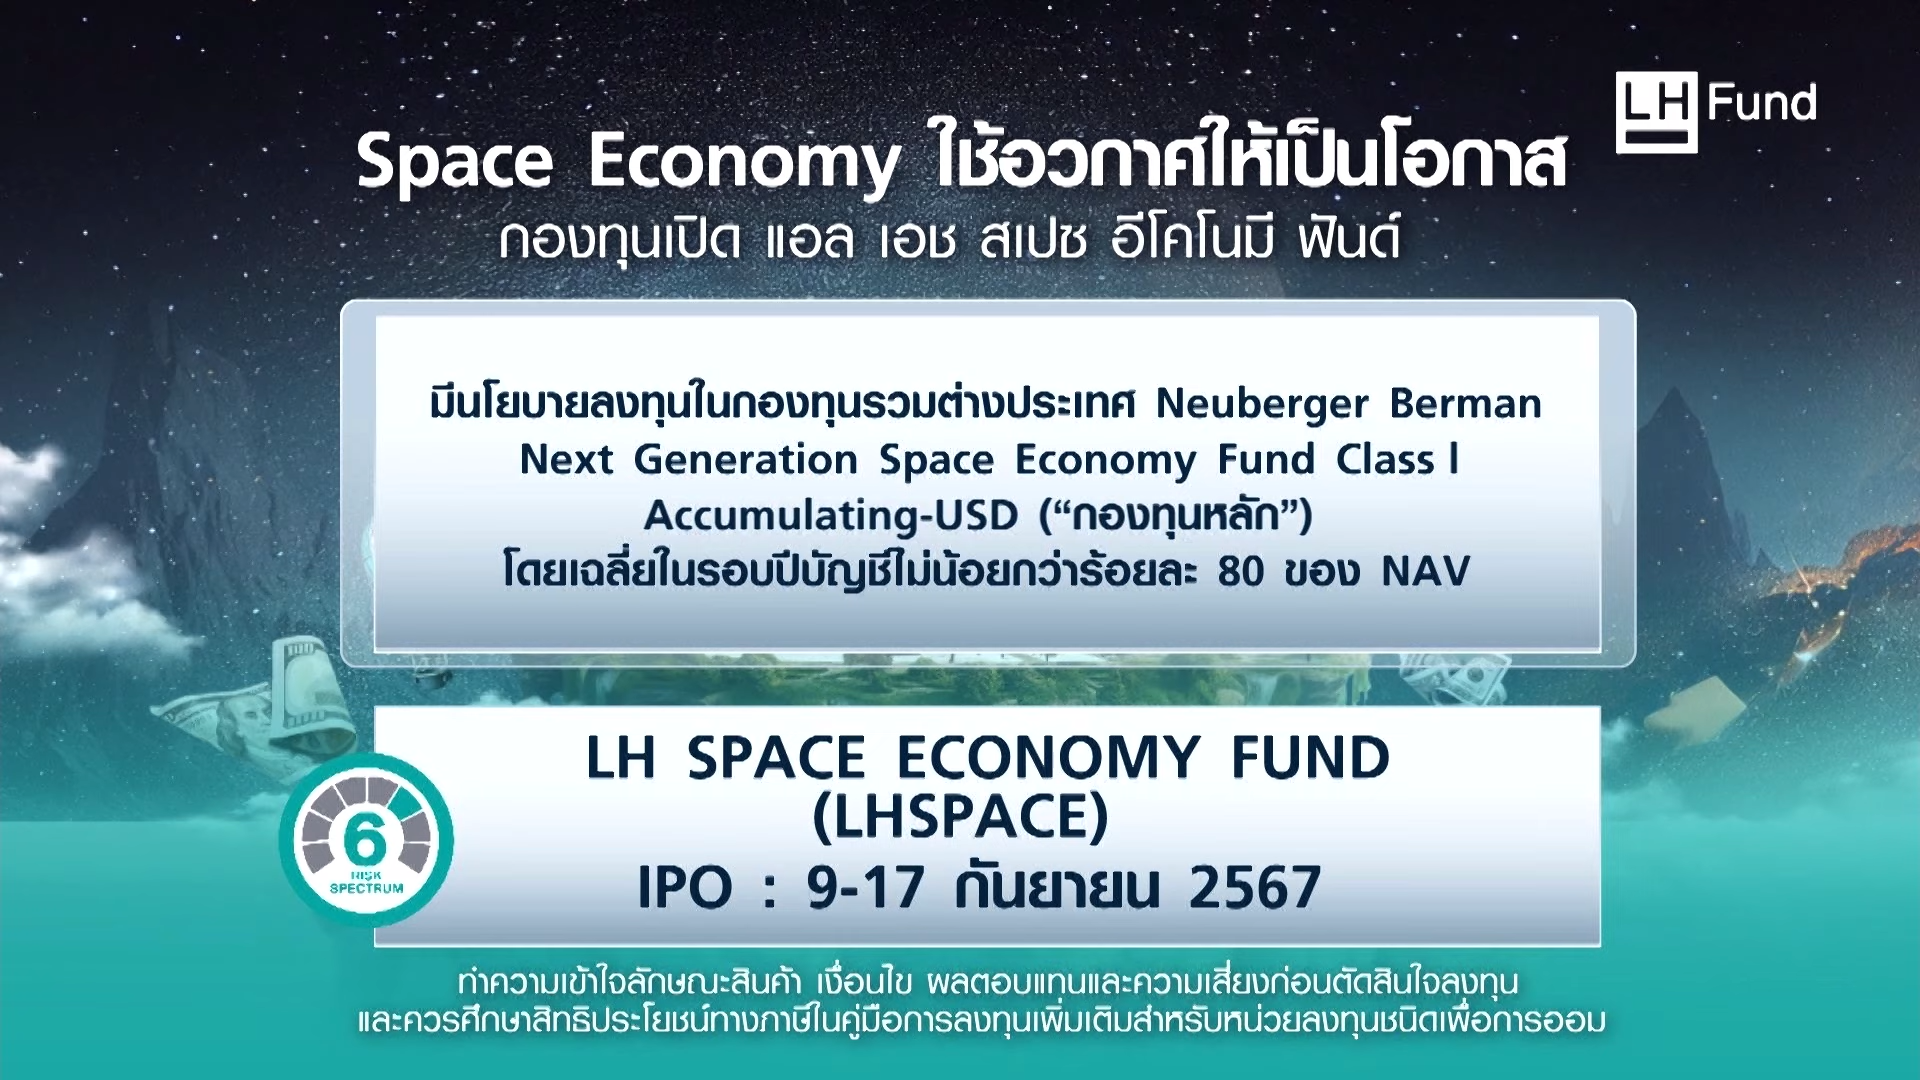 LH Fund
Space Economy ใช้อวกาศให้เป็นโอกาส
กองทุนเปิด แอล เอช สเปซ อีโคโนมี ฟันด์
มีนโยบายลงทุนในกองทุนรวมต่างประเทศ Neuberger Berman
Next Generation Space Economy Fund Class I
Accumulating-USD (“กองทุนหลัก”)
โดยเฉลี่ยในรอบปีบัญชีไม่น้อยกว่าร้อยละ 80 ของ NAV
LH SPACE ECONOMY FUND
(LHSPACE)
IPO : 9-17 กันยายน 2567
6
RISK
SPECTRUM
ทำความเข้าใจลักษณะสินค้า เงื่อนไข ผลตอบแทนและความเสี่ยงก่อนตัดสินใจลงทุน
และควรศึกษาสิทธิประโยชน์ทางภาษีในคู่มือการลงทุนเพิ่มเติมสำหรับหน่วยลงทุนชนิดเพื่อการออม